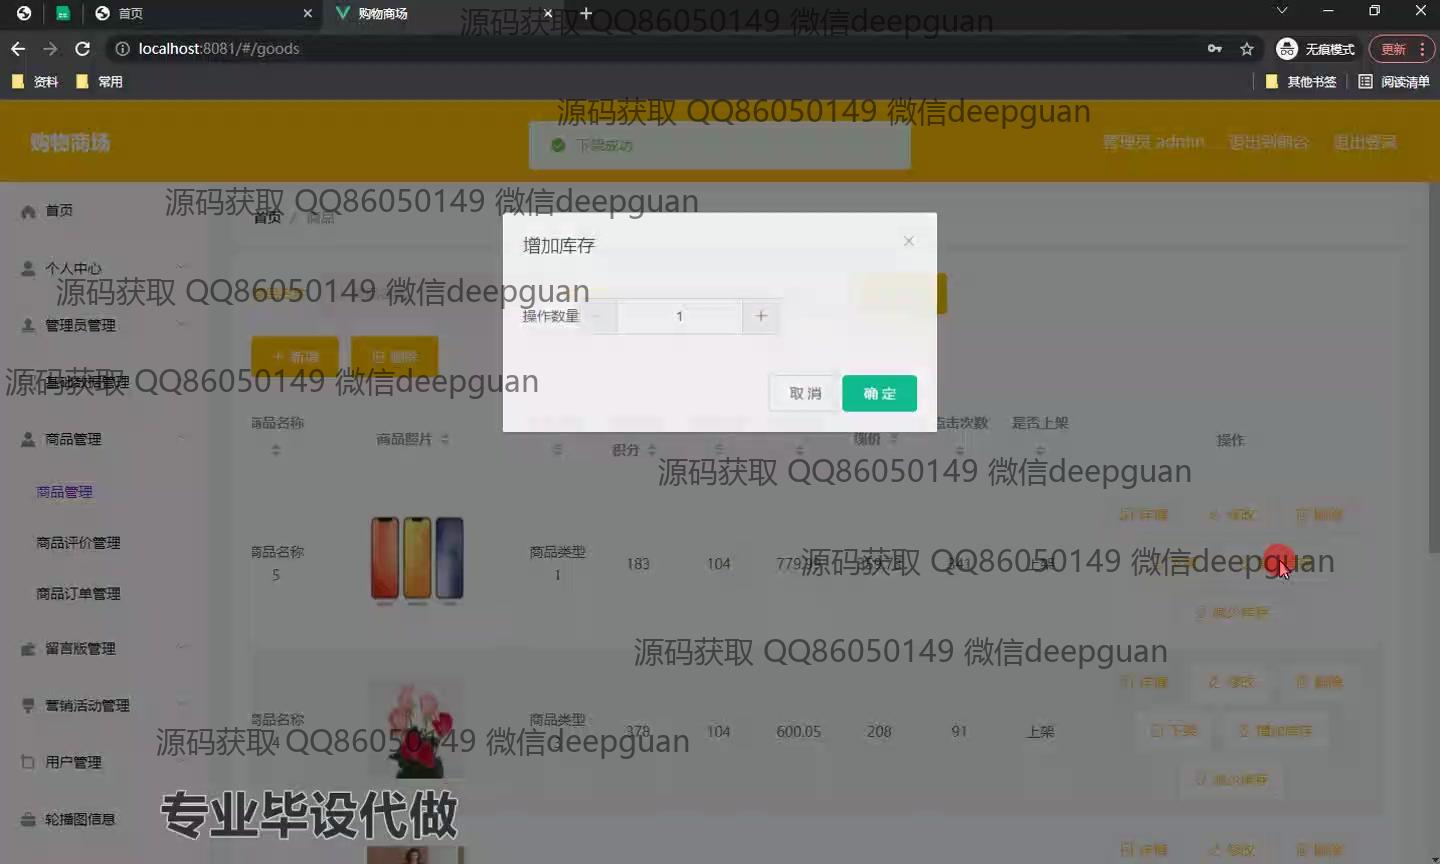 首页
购物商场
源码获取 QQ86050149 微信deepguan
localhost:8081/#/goods
无痕模式
更新
资料
常用
其他书签
阅读清单
源码获取 QQ86050149 微信deepguan
购物商场
下架成功
管理员 admin
退出到前台
退出登录
源码获取 QQ86050149 微信deepguan
首页
首页 / 商品
增加库存
个人中心
源码获取 QQ86050149 微信deepguan
管理员管理
操作数量
1
+
+ 新增
删除
基础数据管理
源码获取 QQ86050149 微信deepguan
取消
确定
商品名称
商品照片
积分
现价
点击次数
是否上架
操作
商品管理
源码获取 QQ86050149 微信deepguan
商品管理
详情
修改
删除
商品评价管理
商品名称
5
商品类型
1
183
104
341
上架
源码获取 QQ86050149 微信deepguan
商品订单管理
减少库存
留言版管理
源码获取 QQ86050149 微信deepguan
详情
修改
删除
营销活动管理
商品名称
4
商品类型
378
104
600.05
208
91
上架
下架
增加库存
源码获取 QQ86050149 微信deepguan
用户管理
减少库存
轮播图信息
专业毕设代做
详情
修改
删除